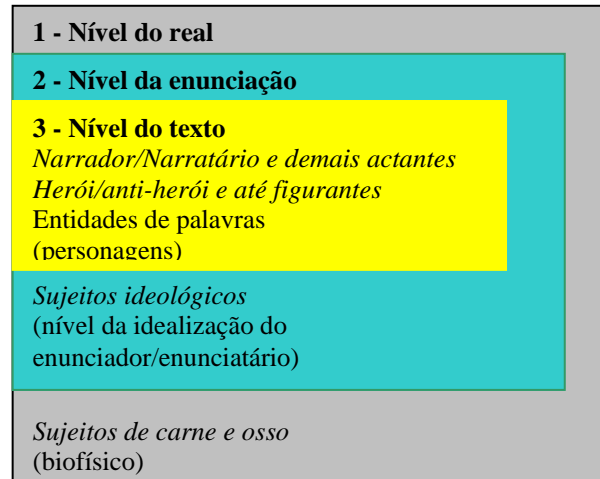 1 - Nível do real
2 - Nível da enunciação
3 - Nível do texto
Narrador/Narratário e demais actantes
Herói/anti-herói e até figurantes
Entidades de palavras
(personagens)
Sujeitos ideológicos
(nível da idealização do
enunciador/enunciatário)
Sujeitos de carne e osso
(biofísico)